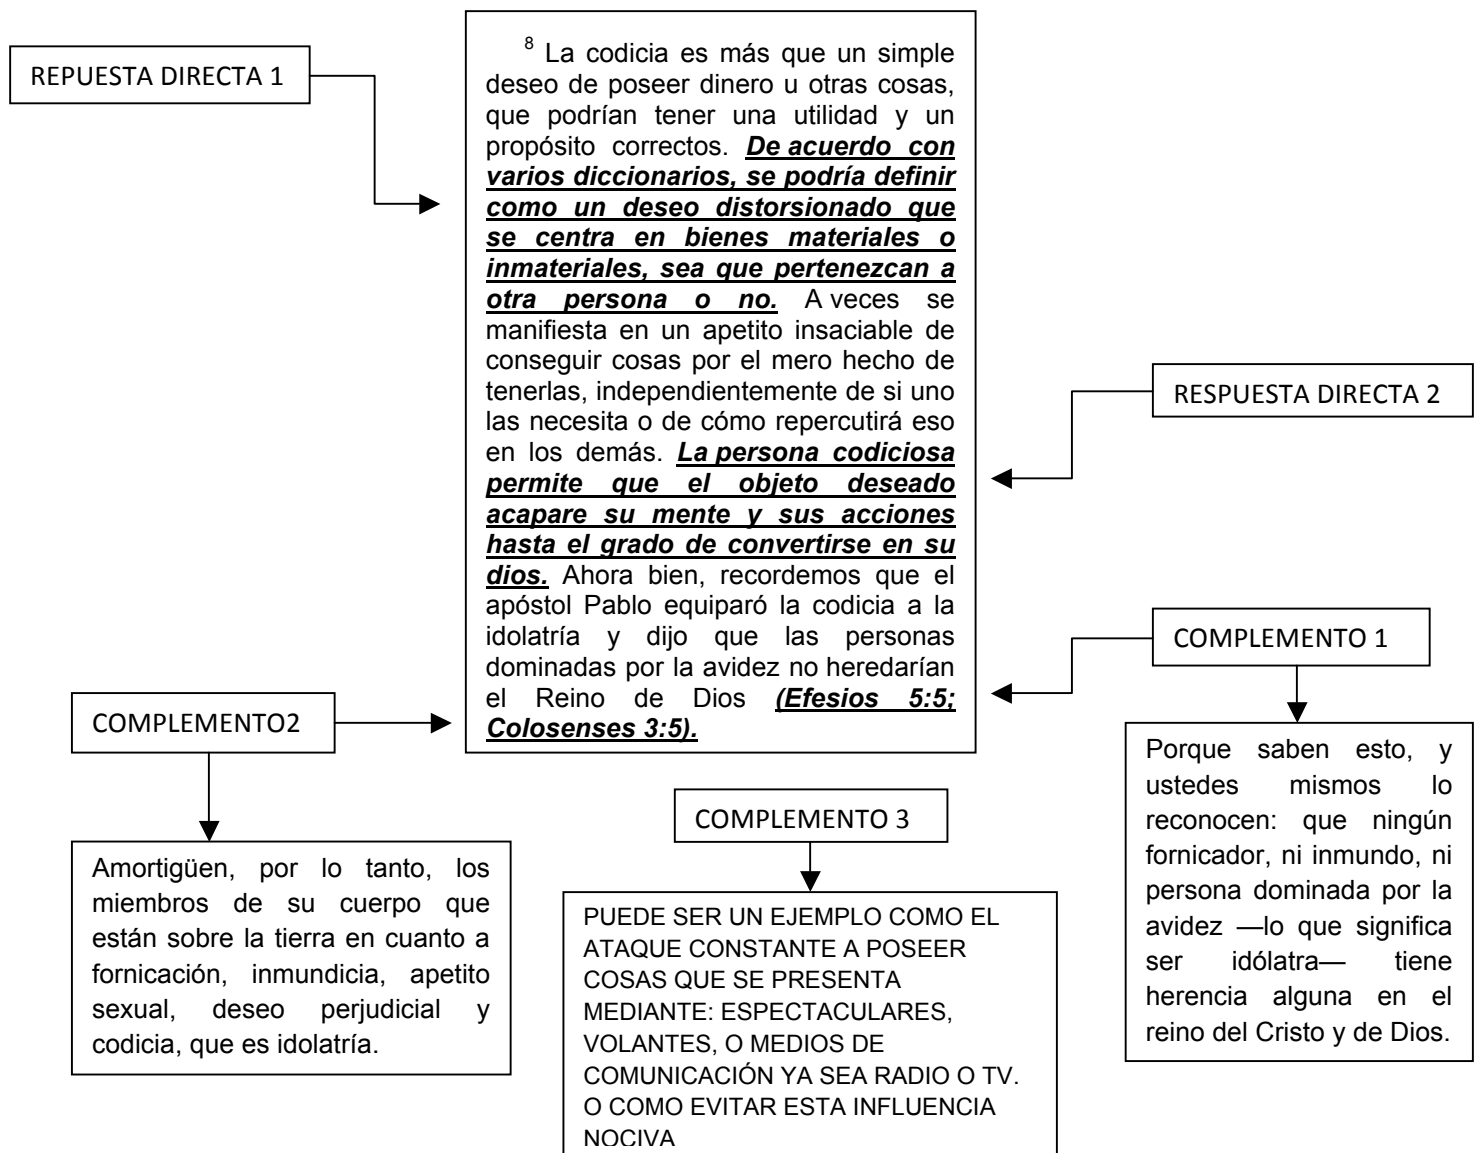 REPUESTA DIRECTA 1
8 La codicia es más que un simple
deseo de poseer dinero u otras cosas,
que podrían tener una utilidad y un
propósito correctos. De acuerdo con
varios diccionarios, se podría definir
como un deseo distorsionado que
se centra en bienes materiales o
inmateriales, sea que pertenezcan a
otra persona o no. A veces se
manifiesta en un apetito insaciable de
conseguir cosas por el mero hecho de
tenerlas, independientemente de si uno
las necesita o de cómo repercutirá eso
en los demás. La persona codiciosa
permite que el objeto deseado
acapare su mente y sus acciones
hasta el grado de convertirse en su
dios. Ahora bien, recordemos que el
apóstol Pablo equiparó la codicia a la
idolatría y dijo que las personas
dominadas por la avidez no heredarían
el Reino de Dios (Efesios 5:5;
Colosenses 3:5).
RESPUESTA DIRECTA 2
COMPLEMENTO 1
Porque saben esto, y
ustedes mismos lo
reconocen: que ningún
fornicador, ni inmundo, ni
persona dominada por la
avidez —lo que significa
ser idólatra— tiene
herencia alguna en el
reino del Cristo y de Dios.
COMPLEMENTO2
Amortigüen, por lo tanto, los
miembros de su cuerpo que
están sobre la tierra en cuanto a
fornicación, inmundicia, apetito
sexual, deseo perjudicial y
codicia, que es idolatría.
COMPLEMENTO 3
PUEDE SER UN EJEMPLO COMO EL
ATAQUE CONSTANTE A POSEER
COSAS QUE SE PRESENTA
MEDIANTE: ESPECTACULARES,
VOLANTES, O MEDIOS DE
COMUNICACIÓN YA SEA RADIO O TV.
O COMO EVITAR ESTA INFLUENCIA
NOCIVA